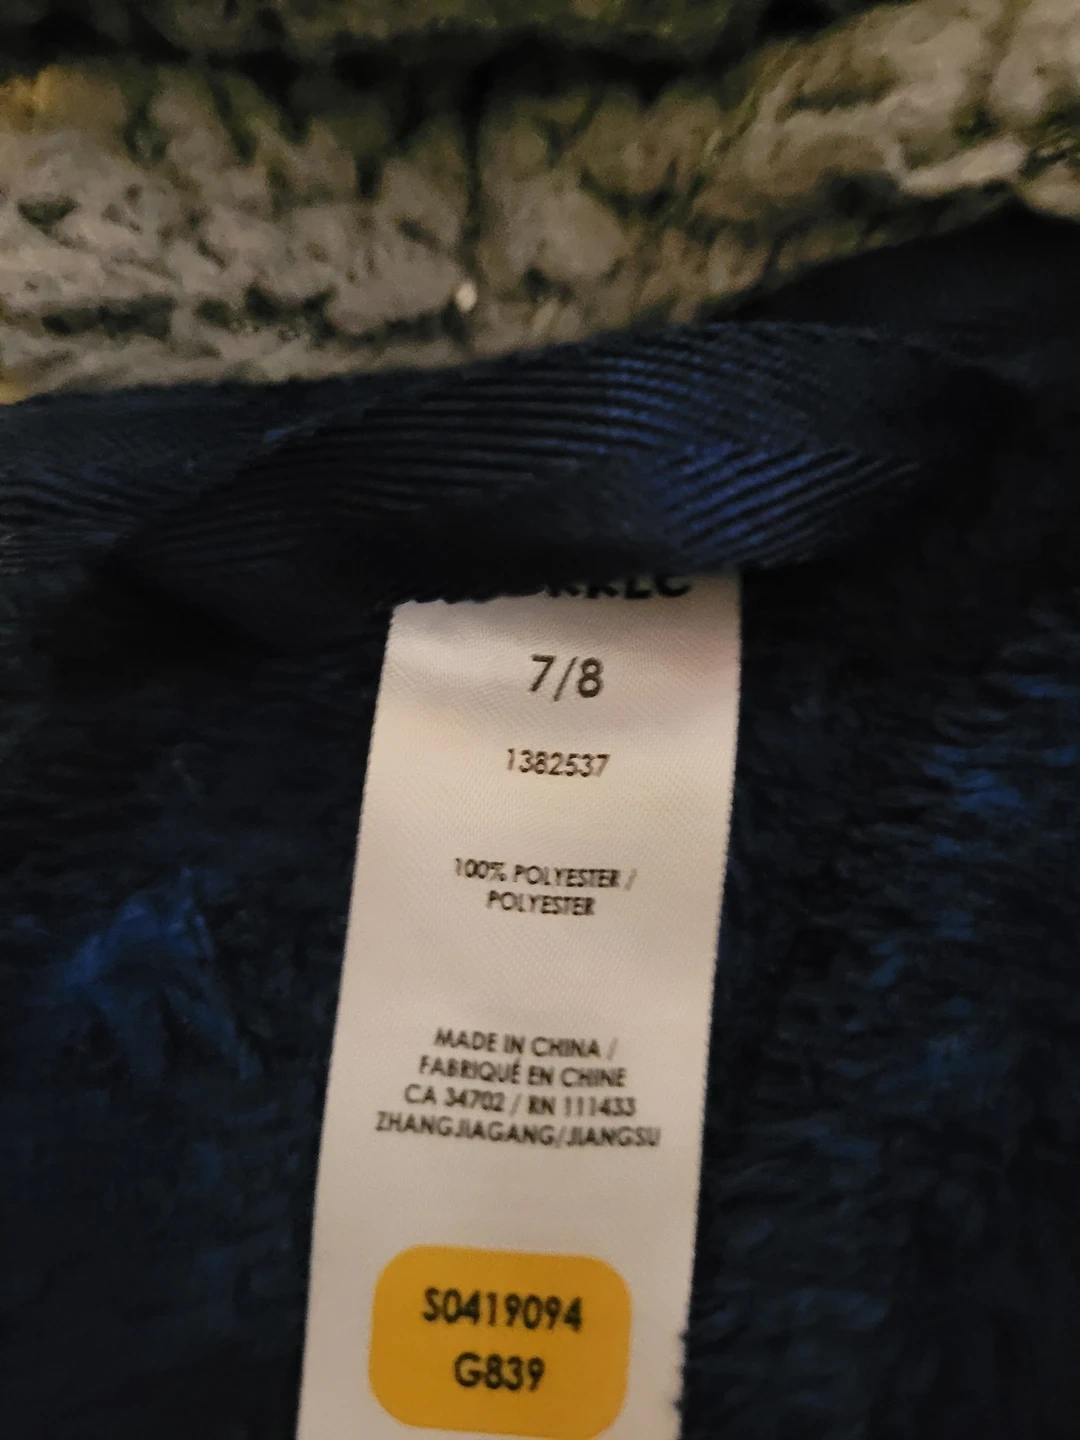 7/8
1382537
100% POLYESTER /
POLYESTER
MADE IN CHINA /
FABRIQUÉ EN CHINE
CA 34702 / RN 111433
ZHANGJIAGANG/JIANGSU
S0419094
G839